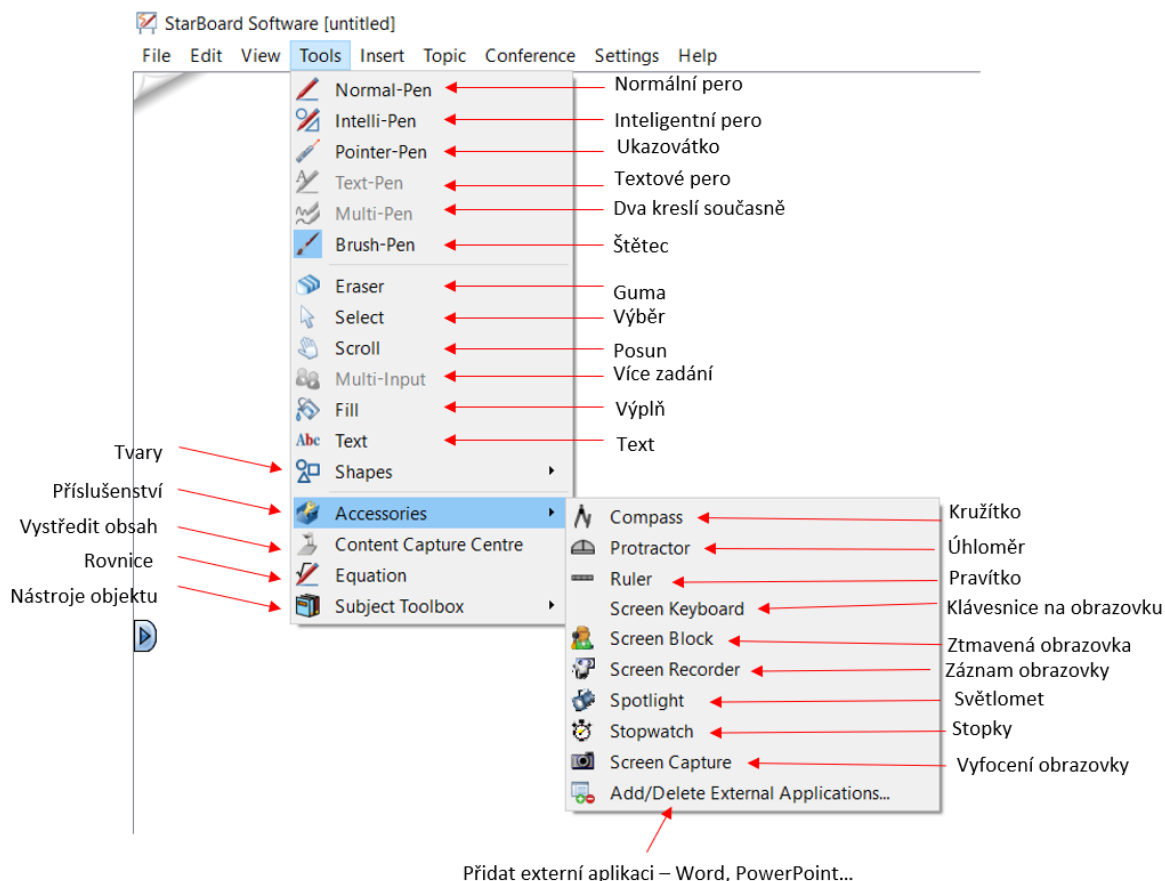 StarBoard Software [untitled]
File Edit View Tools Insert Topic Conference Settings Help
Normal-Pen Normální pero
Intelli-Pen Inteligentní pero
Pointer-Pen Ukazovátko
Text-Pen Textové pero
Multi-Pen Dva kreslí současně
Brush-Pen Štětec
Eraser Guma
Select Výběr
Scroll Posun
Multi-Input Více zadání
Fill Výplň
Abc Text Text
Tvary Shapes
Příslušenství Accessories Compass Kružítko
Vystředit obsah Content Capture Centre Protractor Úhloměr
Rovnice Equation Ruler Pravítko
Nástroje objektu Subject Toolbox Screen Keyboard Klávesnice na obrazovku
Screen Block Ztmavená obrazovka
Screen Recorder Záznam obrazovky
Spotlight Světlomet
Stopwatch Stopky
Screen Capture Vyfocení obrazovky
Add/Delete External Applications...
Přidat externí aplikaci – Word, PowerPoint...